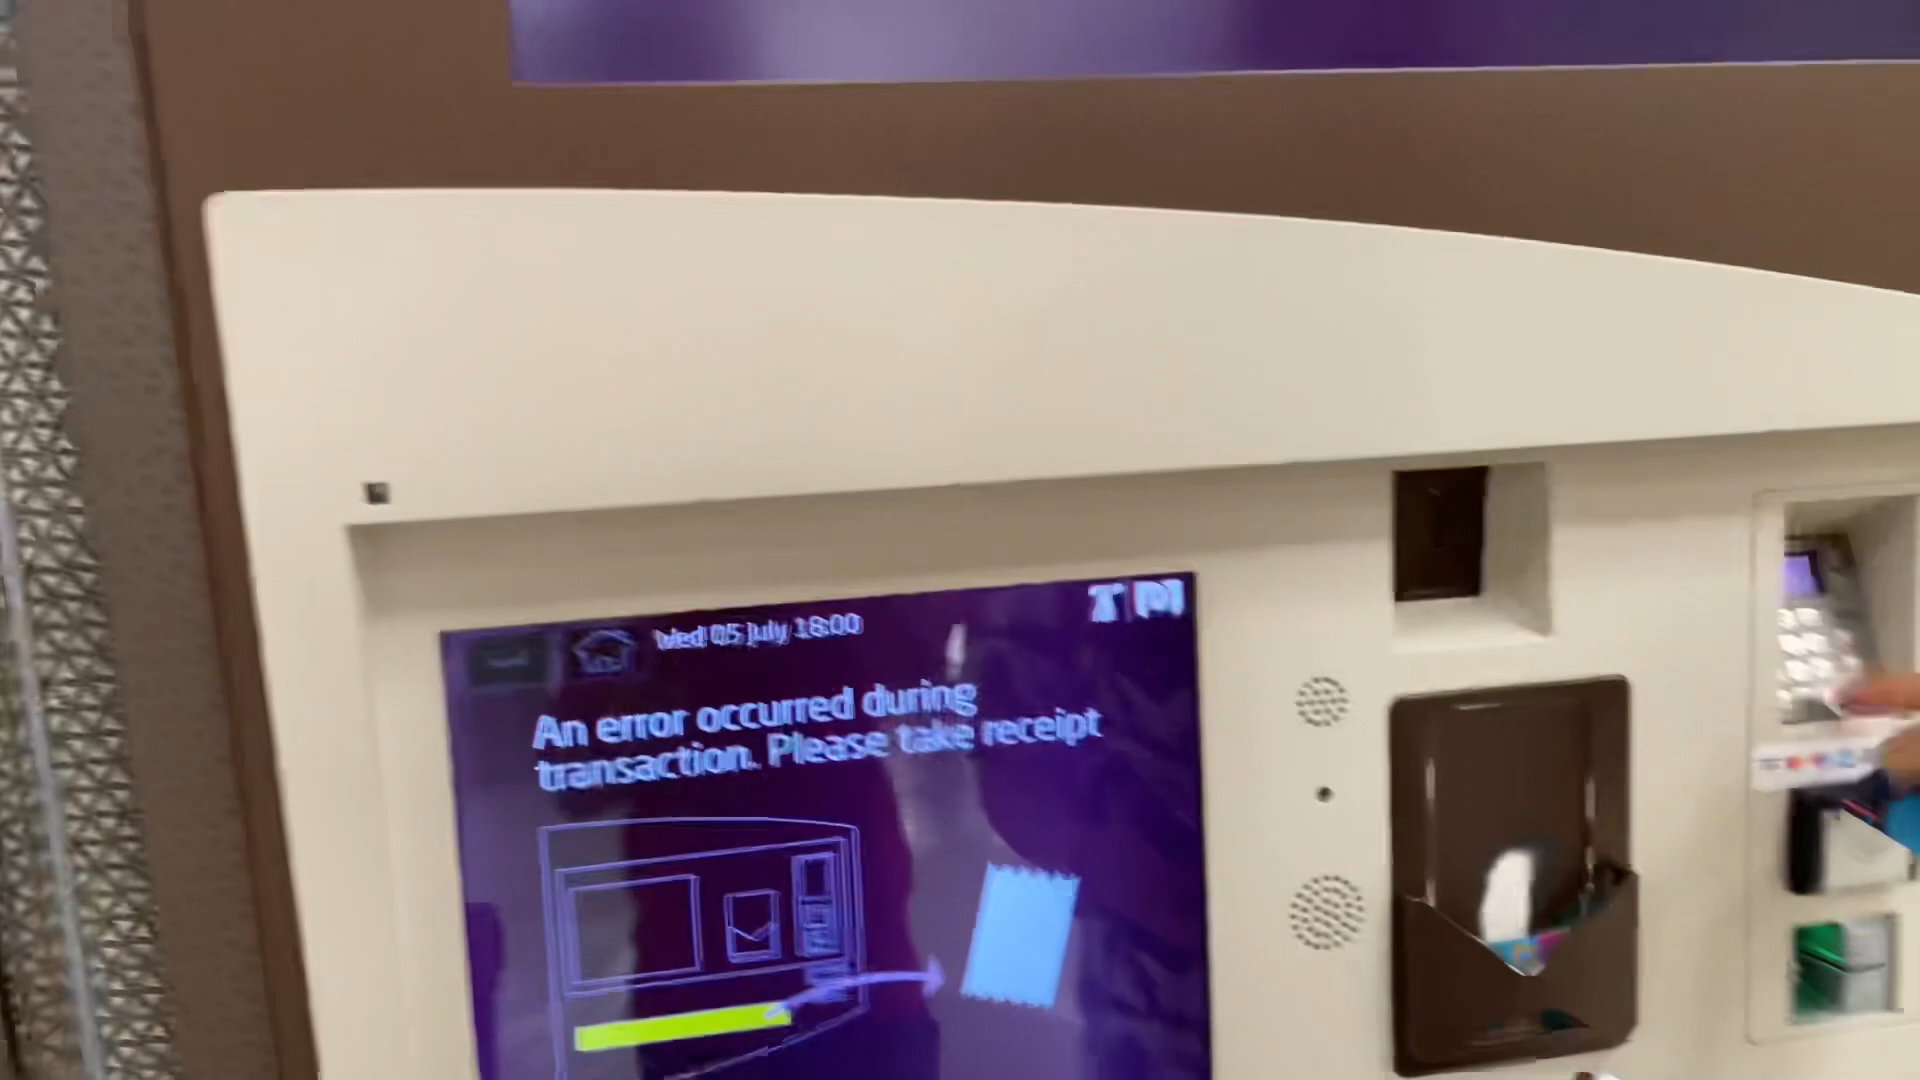 Wed 05 July 18:00
An error occurred during
transaction. Please take receipt